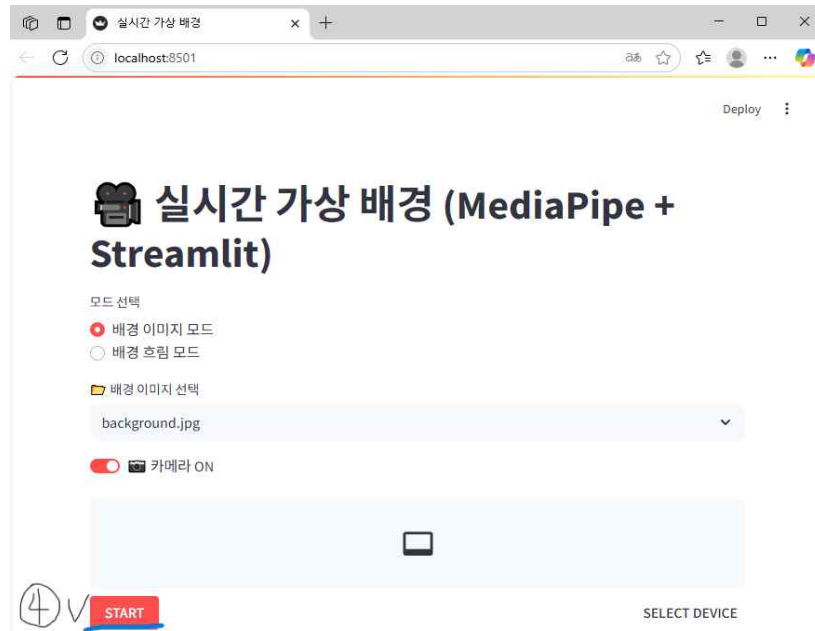 실시간 가상 배경
localhost:8501
Deploy
실시간 가상 배경 (MediaPipe +
Streamlit)
모드 선택
배경 이미지 모드
배경 흐림 모드
배경 이미지 선택
background.jpg
카메라 ON
④ V START
SELECT DEVICE